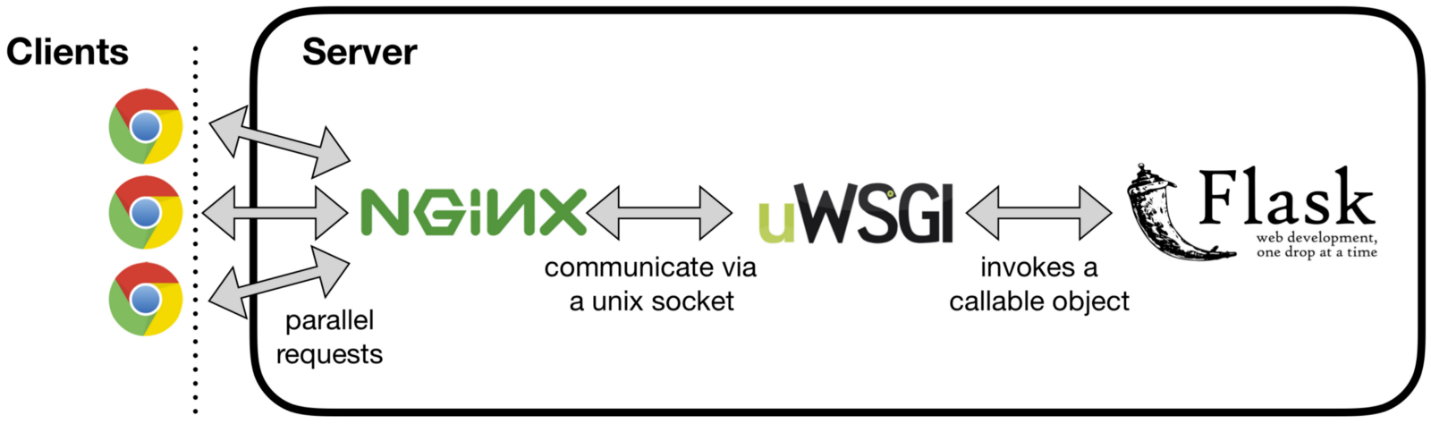 Clients
Server
NGiNX
uWSGI
Flask
web development,
one drop at a time
communicate via
a unix socket
invokes a
callable object
parallel
requests